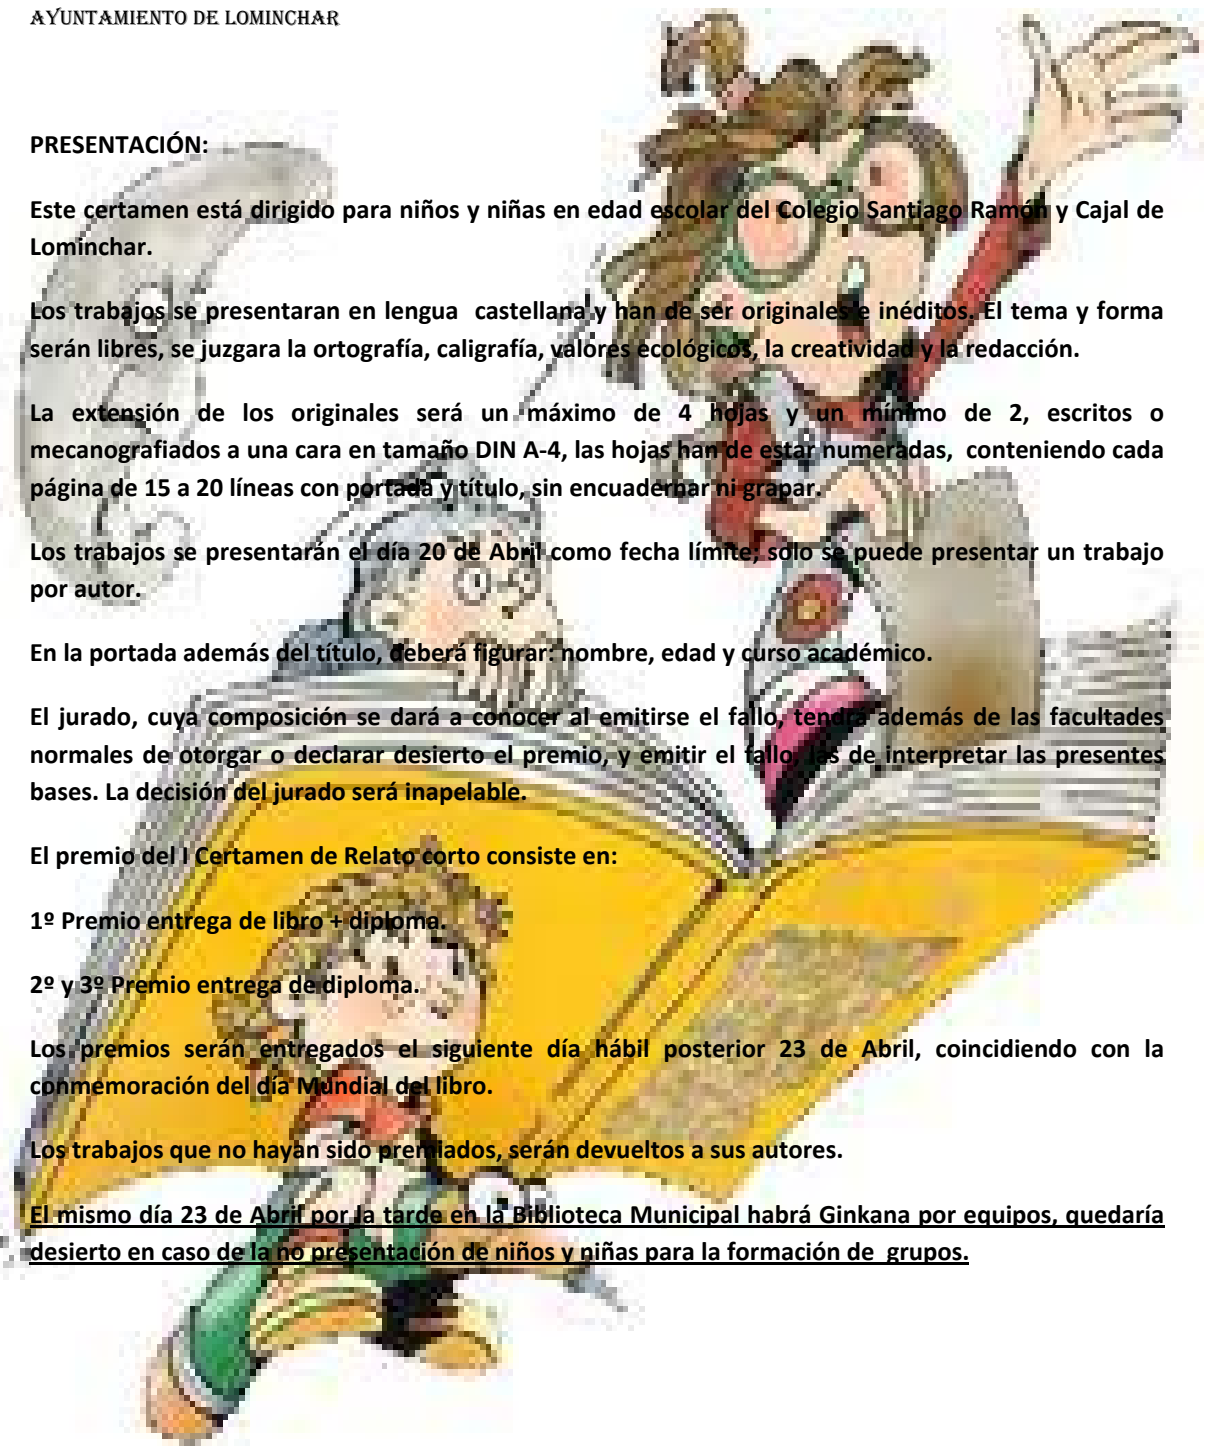 AYUNTAMIENTO DE LOMINCHAR
PRESENTACIÓN:
Este certamen está dirigido para niños y niñas en edad escolar del Colegio Santiago Ramón y Cajal de
Lominchar.
Los trabajos se presentaran en lengua castellana y han de ser originales e inéditos. El tema y forma
serán libres, se juzgara la ortografía, caligrafía, valores ecológicos, la creatividad y la redacción.
La extensión de los originales será un máximo de 4 hojas y un mínimo de 2, escritos o
mecanografiados a una cara en tamaño DIN A-4, las hojas han de estar numeradas, conteniendo cada
página de 15 a 20 líneas con portada y título, sin encuadernar ni grapar.
Los trabajos se presentarán el día 20 de Abril como fecha límite; solo se puede presentar un trabajo
por autor.
En la portada además del título, deberá figurar: nombre, edad y curso académico.
El jurado, cuya composición se dará a conocer al emitirse el fallo, tendrá además de las facultades
normales de otorgar o declarar desierto el premio, y emitir el fallo, las de interpretar las presentes
bases. La decisión del jurado será inapelable.
El premio del I Certamen de Relato corto consiste en:
1º Premio entrega de libro + diploma.
2º y 3º Premio entrega de diploma.
Los premios serán entregados el siguiente día hábil posterior 23 de Abril, coincidiendo con la
conmemoración del día Mundial del libro.
Los trabajos que no hayan sido premiados, serán devueltos a sus autores.
El mismo día 23 de Abril por la tarde en la Biblioteca Municipal habrá Ginkana por equipos, quedaría
desierto en caso de la no presentación de niños y niñas para la formación de grupos.